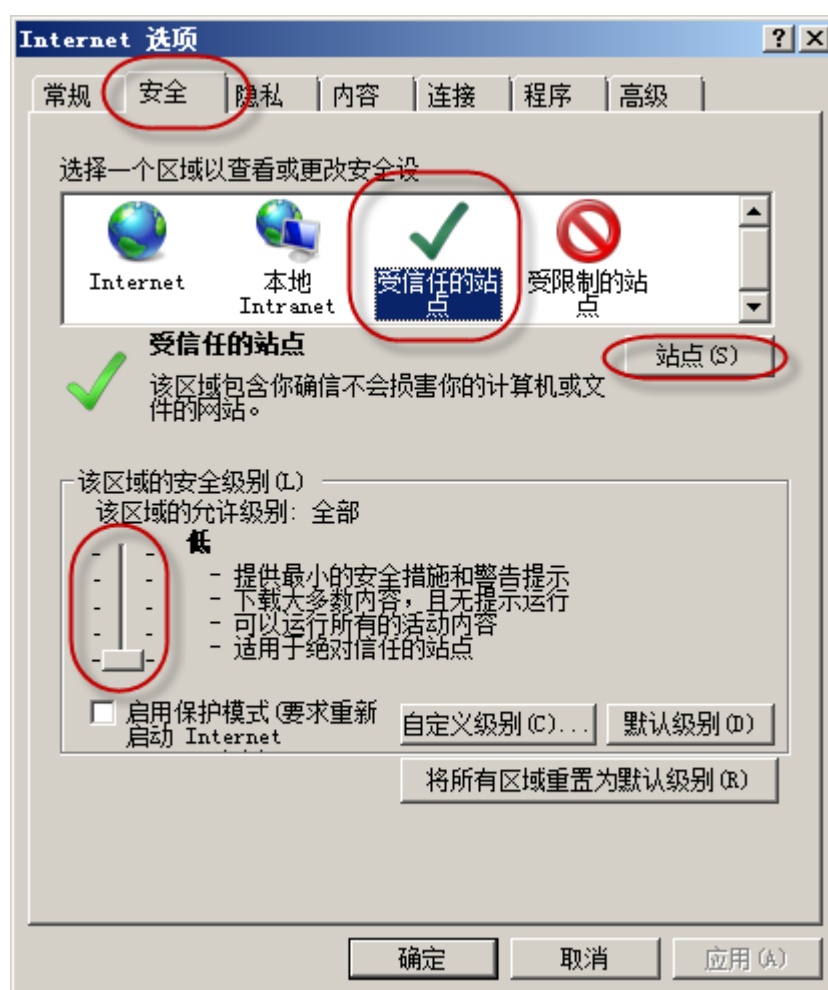 Internet 选项
常规 安全 隐私 内容 连接 程序 高级
选择一个区域以查看或更改安全设
Internet
本地
Intranet
受信任的站
点
受限制的站
点
受信任的站点
站点(S)
该区域包含你确信不会损害你的计算机或文
件的网站。
该区域的安全级别(L)
该区域的允许级别: 全部
低
- 提供最小的安全措施和警告提示
- 下载大多数内容,且无提示运行
- 可以运行所有的活动内容
- 适用于绝对信任的站点
启用保护模式(要求重新
启动 Internet
自定义级别(C)... 默认级别(D)
将所有区域重置为默认级别(R)
确定 取消 应用(A)